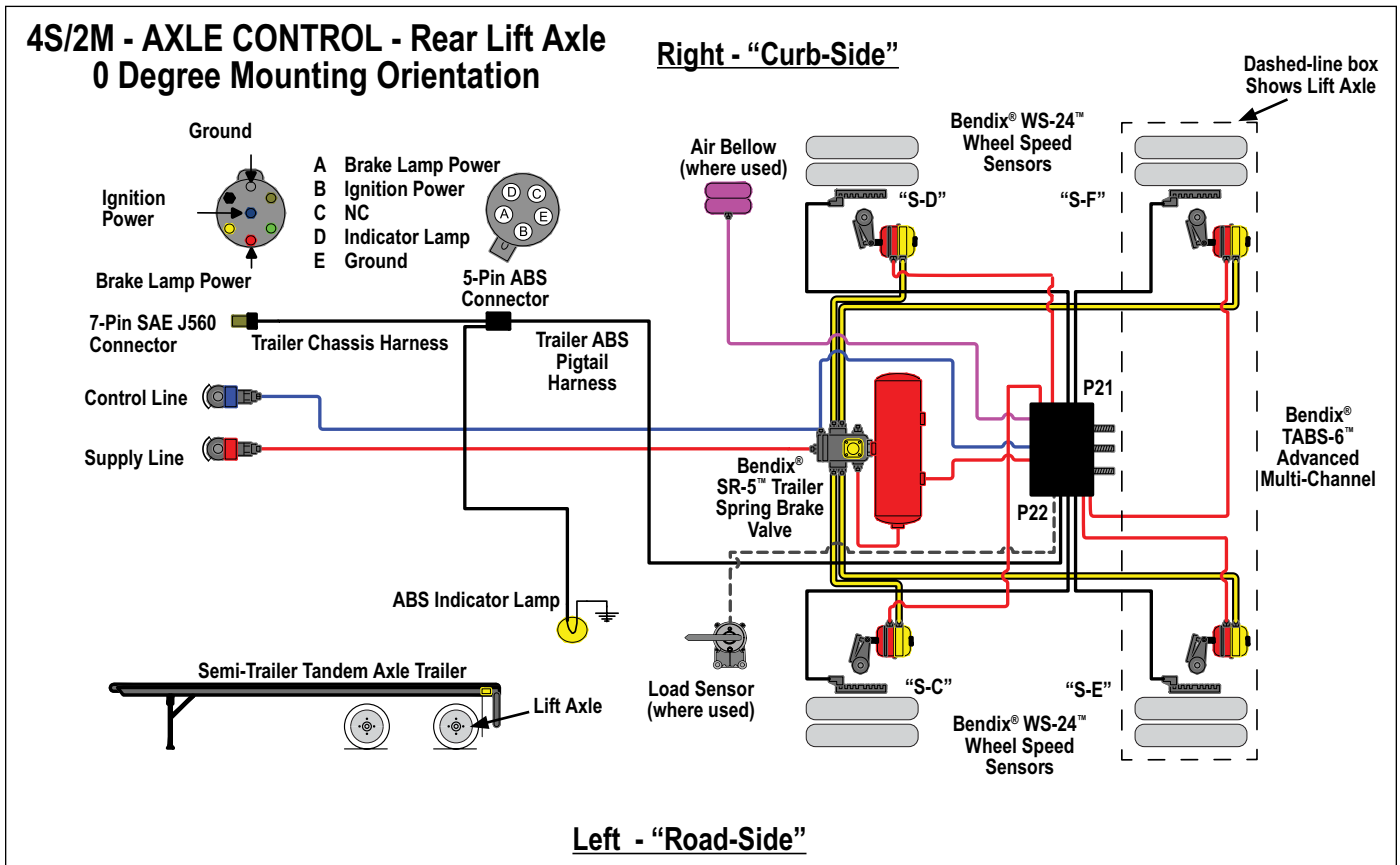 4S/2M - AXLE CONTROL - Rear Lift Axle
0 Degree Mounting Orientation
Right - “Curb-Side”
Dashed-line box
Shows Lift Axle
Ground
Ignition
Power
Brake Lamp Power
A Brake Lamp Power
B Ignition Power
C NC
D Indicator Lamp
E Ground
D
C
A
E
B
5-Pin ABS
Connector
Air Bellow
(where used)
Bendix® WS-24™
Wheel Speed
Sensors
“S-D”
“S-F”
7-Pin SAE J560
Connector
Trailer Chassis Harness
Trailer ABS
Pigtail
Harness
Control Line
Supply Line
P21
Bendix®
TABS-6™
Advanced
Multi-Channel
Bendix®
SR-5™ Trailer
Spring Brake
Valve
P22
ABS Indicator Lamp
Semi-Trailer Tandem Axle Trailer
Lift Axle
Load Sensor
(where used)
“S-C”
“S-E”
Bendix® WS-24™
Wheel Speed
Sensors
Left - “Road-Side”